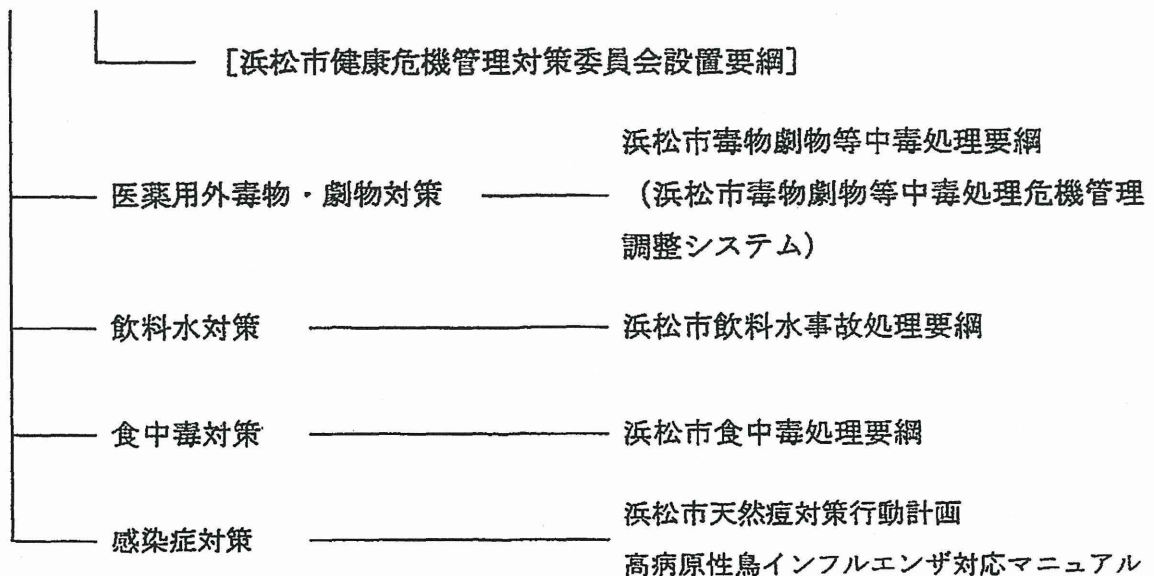 [浜松市健康危機管理対策委員会設置要綱]
浜松市毒物劇物等中毒処理要綱
医薬用外毒物・劇物対策
(浜松市毒物劇物等中毒処理危機管理
調整システム)
飲料水対策
浜松市飲料水事故処理要綱
食中毒対策
浜松市食中毒処理要綱
感染症対策
浜松市天然痘対策行動計画
高病原性鳥インフルエンザ対応マニュアル